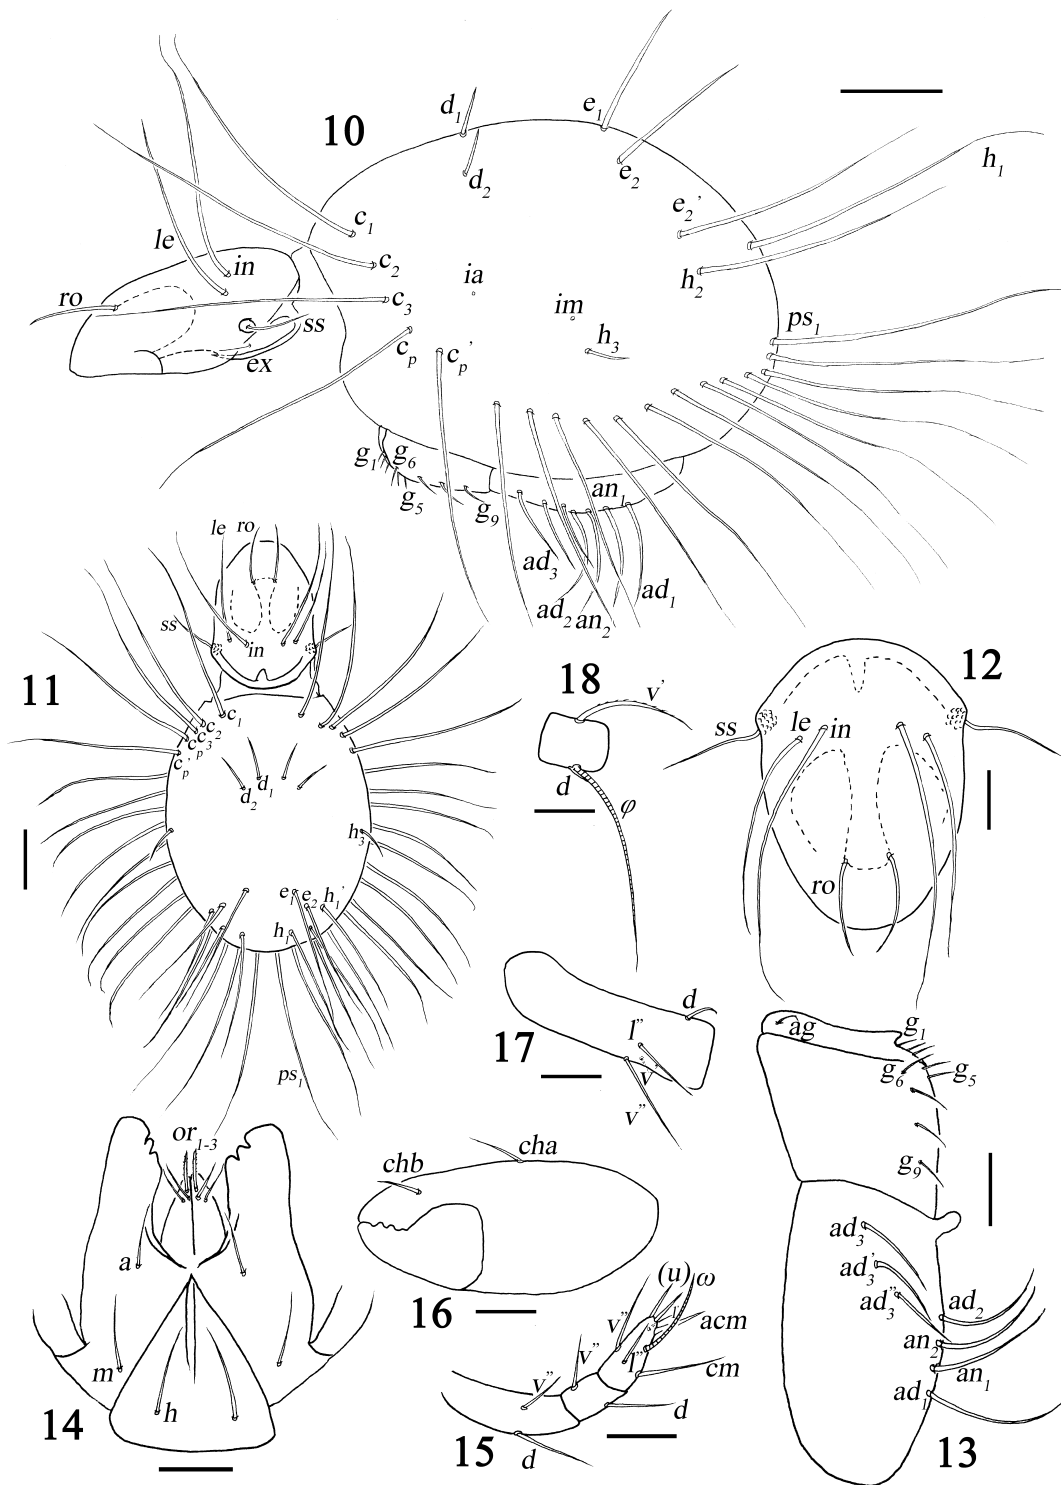 10
d₁
d₂
e₁
e₂
e₂'
h₁
h₂
c₁
c₂
c₃
cₚ
cₚ'
le
in
ro
ss
ex
ia
im
h₃
ps₁
g₁
g₆
g₅
g₉
an₁
ad₃
ad₂
an₂
ad₁
11
le
ro
ss
in
c₁
c₂
c₃
cₚ
cₚ'
d₁
d₂
h₃
e₁
e₂
h₁'
h₁
ps₁
18
v'
d
φ
12
ss
le
in
ro
17
d
l"
v'
v"
13
ag
g₁
g₆
g₅
g₉
ad₃
ad₃'
ad₃"
ad₂
an₂
an₁
ad₁
14
or₁₋₃
a
m
h
16
cha
chb
15
(u)
ω
acm
cm
v"
v"
v"
l"
d
d